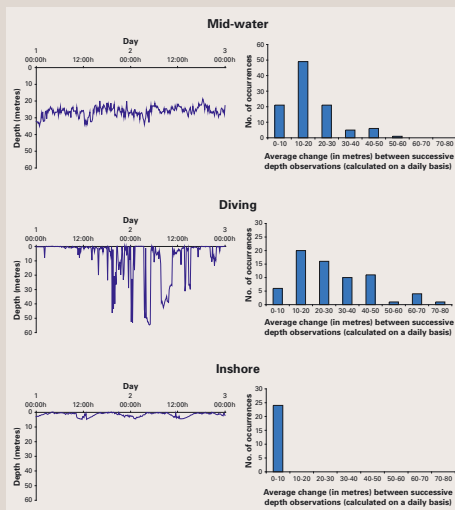 Mid-water
Day
1 2 3
00:00h 12:00h 00:00h 12:00h 00:00h
Depth (metres)
0
10
20
30
40
50
60
No. of occurrences
60
50
40
30
20
10
0
0-10 10-20 20-30 30-40 40-50 50-60 60-70 70-80
Average change (in metres) between successive
depth observations (calculated on a daily basis)
Diving
Day
1 2 3
00:00h 12:00h 00:00h 12:00h 00:00h
Depth (metres)
0
10
20
30
40
50
60
No. of occurrences
30
25
20
15
10
5
0
0-10 10-20 20-30 30-40 40-50 50-60 60-70 70-80
Average change (in metres) between successive
depth observations (calculated on a daily basis)
Inshore
Day
1 2 3
00:00h 12:00h 00:00h 12:00h 00:00h
Depth (metres)
0
10
20
30
40
50
60
No. of occurrences
30
25
20
15
10
5
0
0-10 10-20 20-30 30-40 40-50 50-60 60-70 70-80
Average change (in metres) between successive
depth observations (calculated on a daily basis)